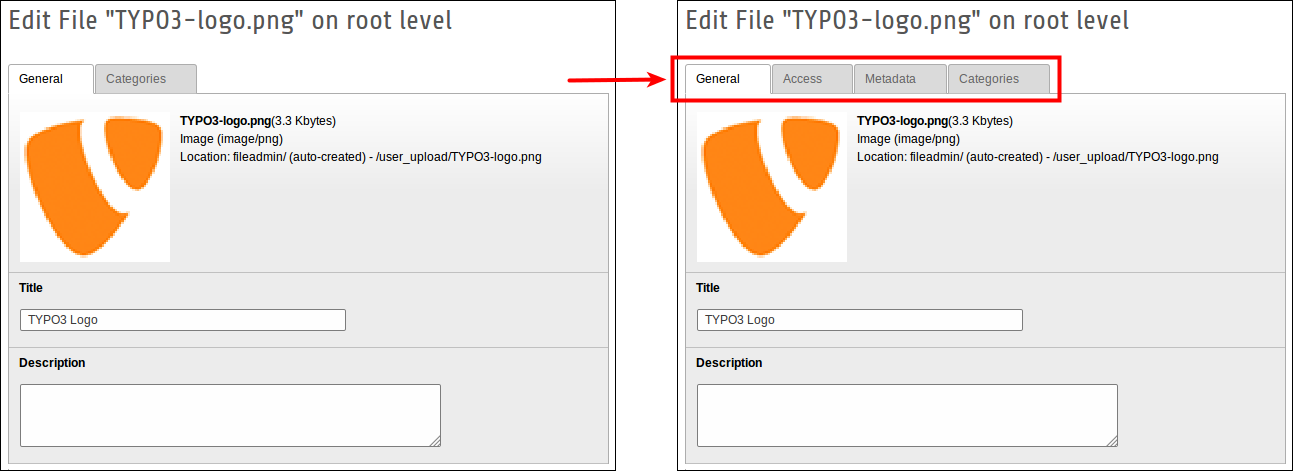 Edit File "TYPO3-logo.png" on root level
General Categories
TYPO3-logo.png(3.3 Kbytes)
Image (image/png)
Location: fileadmin/ (auto-created) - /user_upload/TYPO3-logo.png
Title
TYPO3 Logo
Description
Edit File "TYPO3-logo.png" on root level
General Access Metadata Categories
TYPO3-logo.png(3.3 Kbytes)
Image (image/png)
Location: fileadmin/ (auto-created) - /user_upload/TYPO3-logo.png
Title
TYPO3 Logo
Description